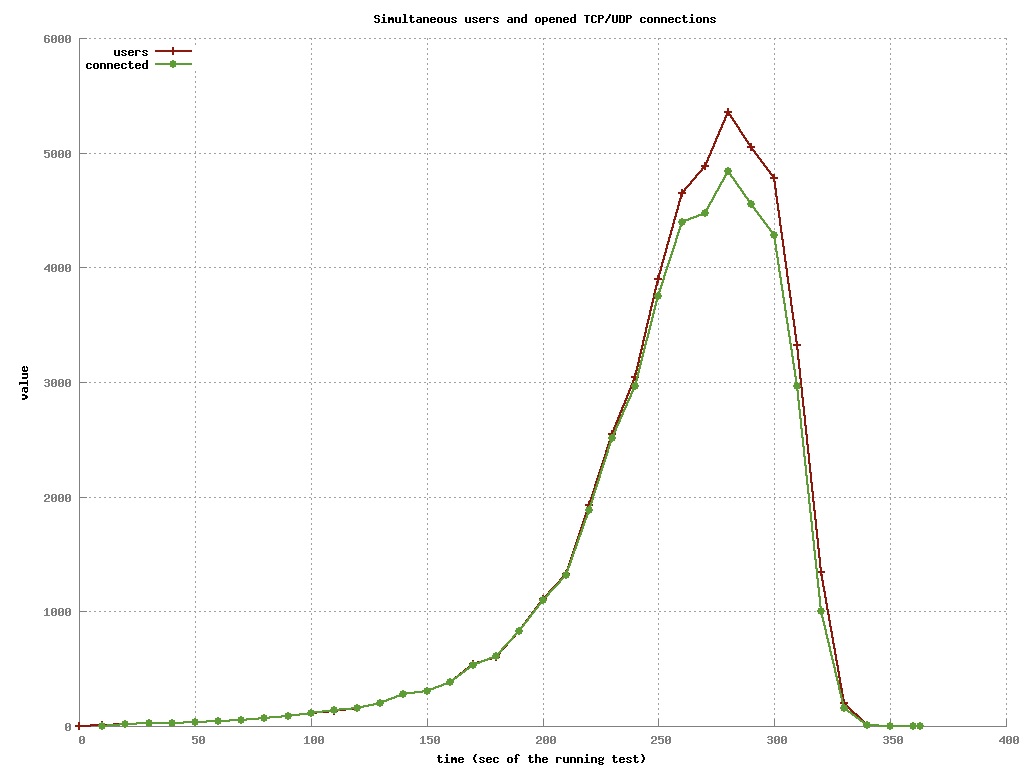 Simultaneous users and opened TCP/UDP connections
6000
users
connected
5000
4000
value
3000
2000
1000
0
0 50 100 150 200 250 300 350 400
time (sec of the running test)